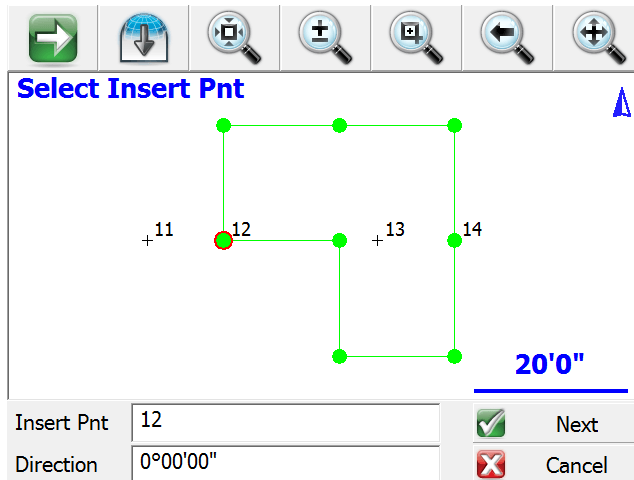 Select Insert Pnt
11 12 13 14
20'0"
Insert Pnt 12 Next
Direction 0°00'00" Cancel